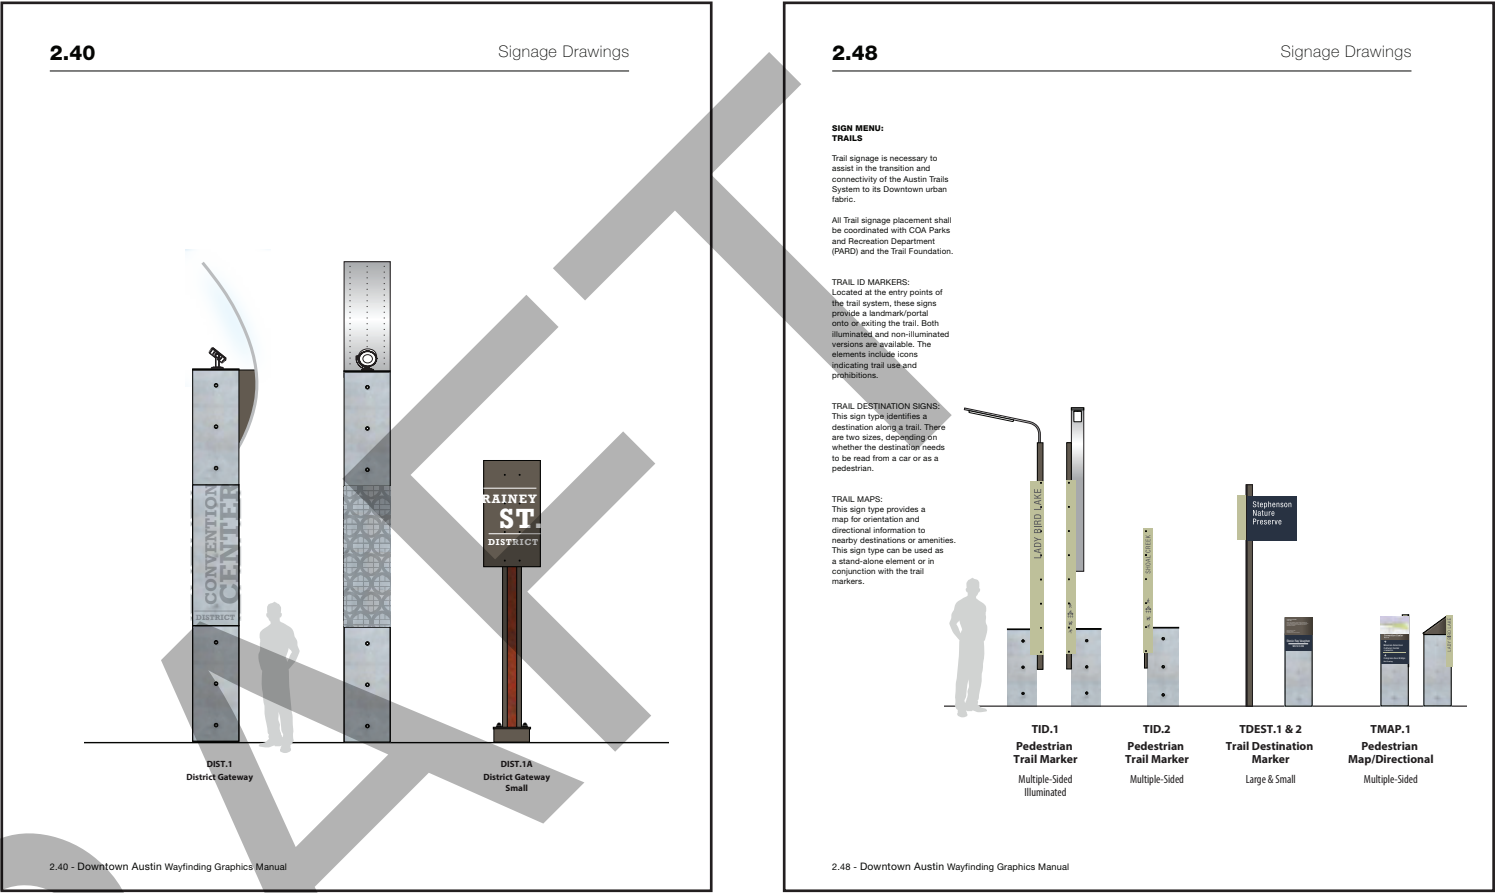 2.40
Signage Drawings
CONVENTION
CENTER
DISTRICT
RAINEY
ST.
DISTRICT
DIST.1
District Gateway
DIST.1A
District Gateway
Small
2.40 - Downtown Austin Wayfinding Graphics Manual
2.48
Signage Drawings
SIGN MENU:
TRAILS
Trail signage is necessary to
assist in the transition and
connectivity of the Austin Trails
System to its Downtown urban
fabric.
All Trail signage placement shall
be coordinated with COA Parks
and Recreation Department
(PARD) and the Trail Foundation.
TRAIL ID MARKERS:
Located at the entry points of
the trail system, these signs
provide a landmark/portal
onto or exiting the trail. Both
illuminated and non-illuminated
versions are available. The
elements include icons
indicating trail use and
prohibitions.
TRAIL DESTINATION SIGNS:
This sign type identifies a
destination along a trail. There
are two sizes, depending on
whether the destination needs
to be read from a car or as a
pedestrian.
TRAIL MAPS:
This sign type provides a
map for orientation and
directional information to
nearby destinations or amenities.
This sign type can be used as
a stand-alone element or in
conjunction with the trail
markers.
LADY BIRD LAKE
SHOAL CREEK
Stephenson
Nature
Preserve
LADY BIRD LAKE
TID.1
Pedestrian
Trail Marker
Multiple-Sided
Illuminated
TID.2
Pedestrian
Trail Marker
Multiple-Sided
TDEST.1 & 2
Trail Destination
Marker
Large & Small
TMAP.1
Pedestrian
Map/Directional
Multiple-Sided
2.48 - Downtown Austin Wayfinding Graphics Manual